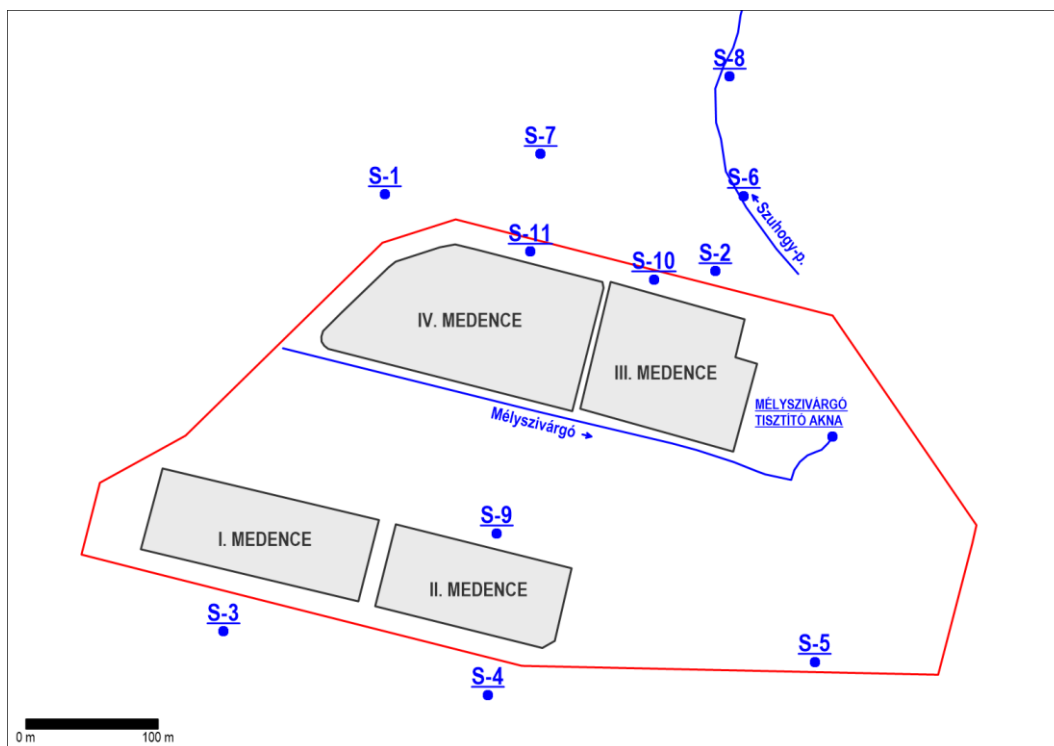 S-8
S-7
S-1
S-6
Szuhogy-p.
S-11
S-2
S-10
IV. MEDENCE
III. MEDENCE
MÉLYSZIVÁRGÓ
TISZTÍTÓ AKNA
Mélyszivárgó
S-9
I. MEDENCE
II. MEDENCE
S-3
S-5
S-4
0 m 100 m